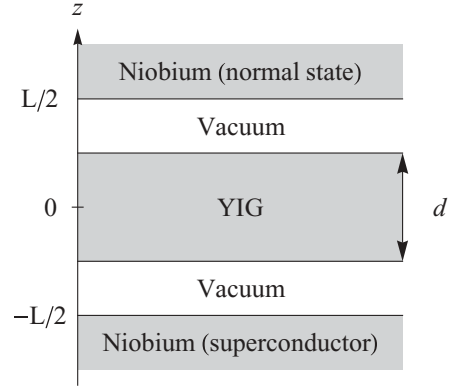 z
Niobium (normal state)
L/2
Vacuum
0
YIG
d
Vacuum
−L/2
Niobium (superconductor)